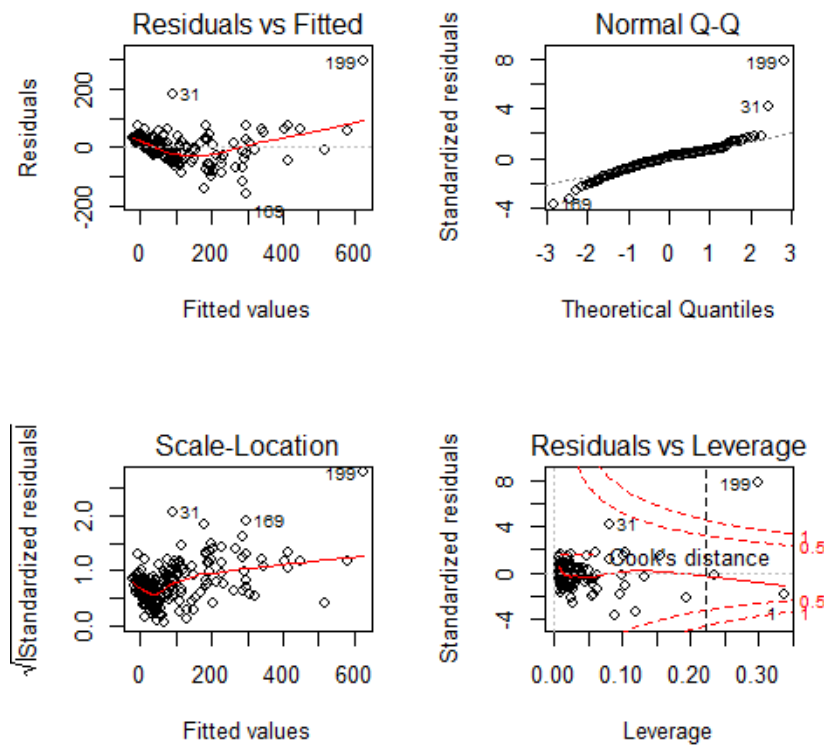 Residuals vs Fitted
Residuals
-200 0 200
199
31
169
0 200 400 600
Fitted values
Normal Q-Q
Standardized residuals
-4 0 4 8
199
31
169
-3 -2 -1 0 1 2 3
Theoretical Quantiles
Scale-Location
√|Standardized residuals|
0.0 1.0 2.0
199
31
169
0 200 400 600
Fitted values
Residuals vs Leverage
Standardized residuals
-4 0 4 8
199
31
Cook's distance
1
0.5
0.5
1
1
0.00 0.10 0.20 0.30
Leverage